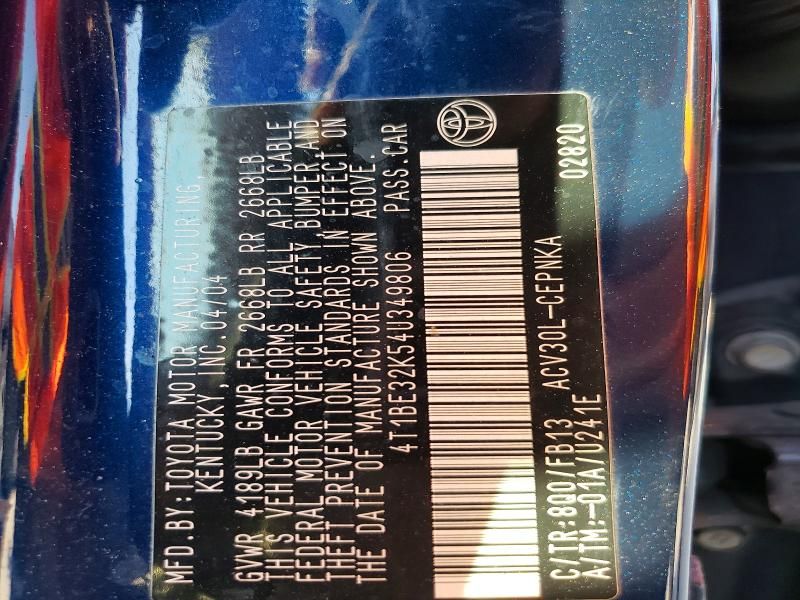 MFD.BY:TOYOTA MOTOR MANUFACTURING,
KENTUCKY, INC.04/04
GVWR 4189LB GAWR FR 2668LB RR 2668LB
THIS VEHICLE CONFORMS TO ALL APPLICABLE
FEDERAL MOTOR VEHICLE SAFETY, BUMPER,AND
THEFT PREVENTION STANDARDS IN EFFECT ON
THE DATE OF MANUFACTURE SHOWN ABOVE.
4T1BE32K54U349806 PASS.CAR
C/TR:8Q0/FB13 ACV30L-CEPNKA
A/TM:-01A/U241E 02820